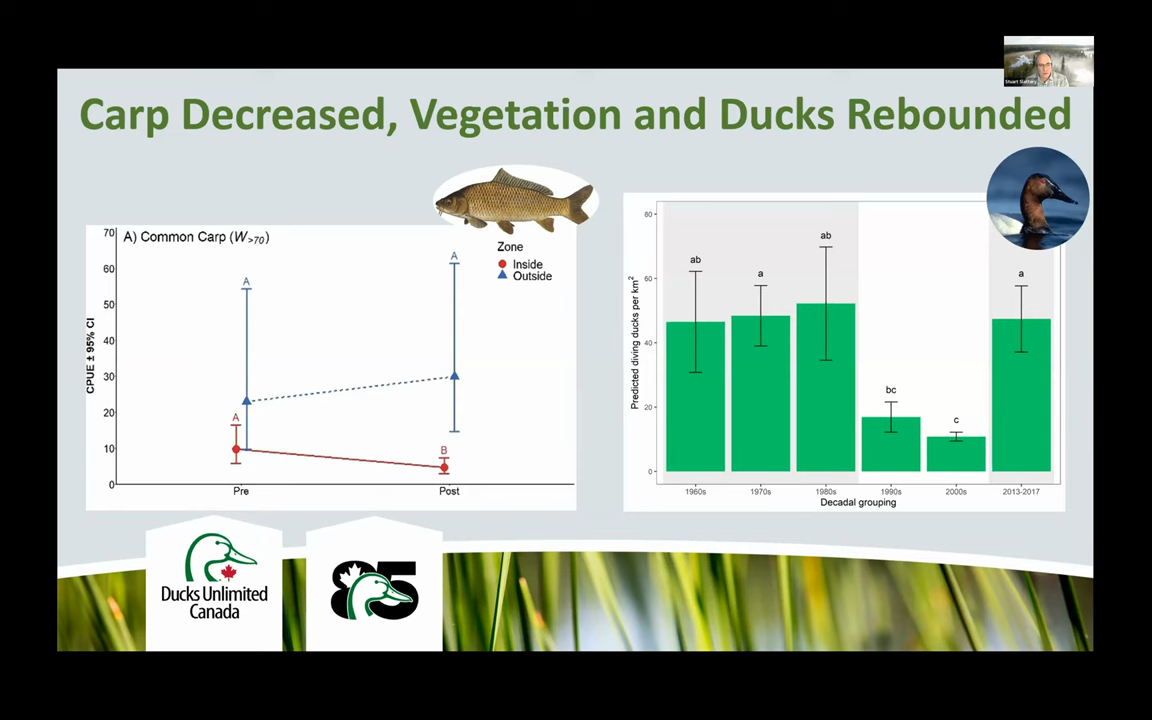 Stuart Slattery
Carp Decreased, Vegetation and Ducks Rebounded
A) Common Carp (W>70)
Zone
Inside
Outside
CPUE ± 95% CI
70
60
50
40
30
20
10
0
A
A
A
B
Pre
Post
Predicted diving ducks per km²
80
60
40
20
0
ab
a
ab
bc
c
a
1960s
1970s
1980s
1990s
2000s
2013-2017
Decadal grouping
Ducks Unlimited
Canada
85